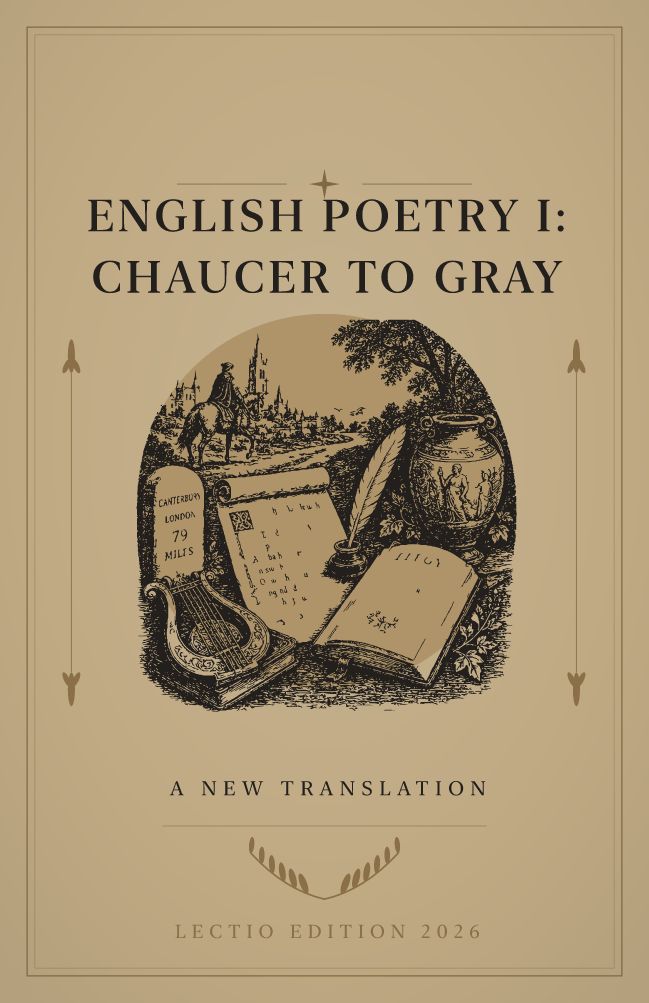 ENGLISH POETRY I:
CHAUCER TO GRAY
CANTERBURY
LONDON
79
MILES
A NEW TRANSLATION
LECTIO EDITION 2026